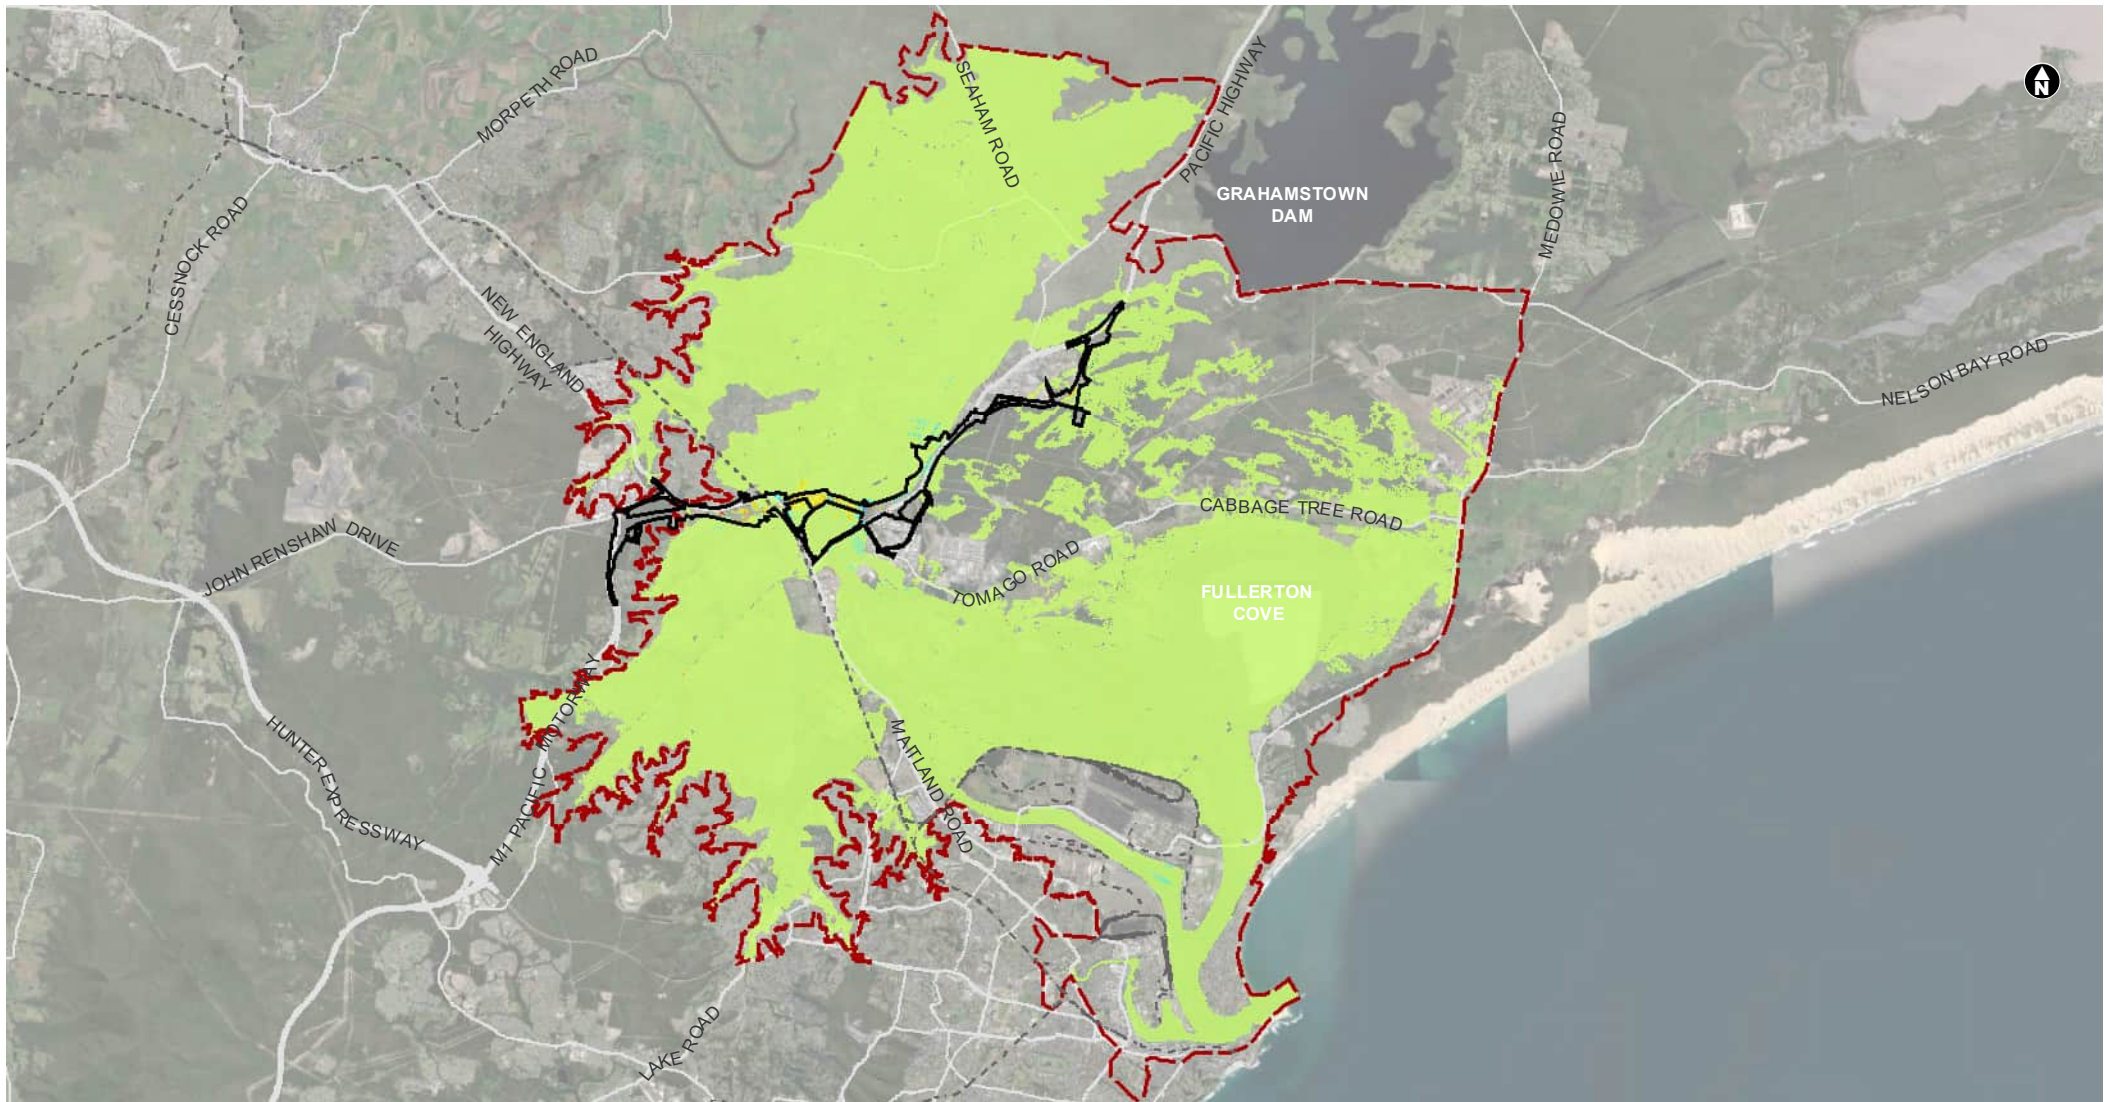 MORPETH ROAD
SEAHAM ROAD
PACIFIC HIGHWAY
N
GRAHAMSTOWN
DAM
MEDOWIE ROAD
CESSNOCK ROAD
NEW ENGLAND
HIGHWAY
NELSON BAY ROAD
CABBAGE TREE ROAD
JOHN RENSHAW DRIVE
TOMAGO ROAD
FULLERTON
COVE
M1 PACIFIC MOTORWAY
HUNTER EXPRESSWAY
MAITLAND ROAD
LAKE ROAD